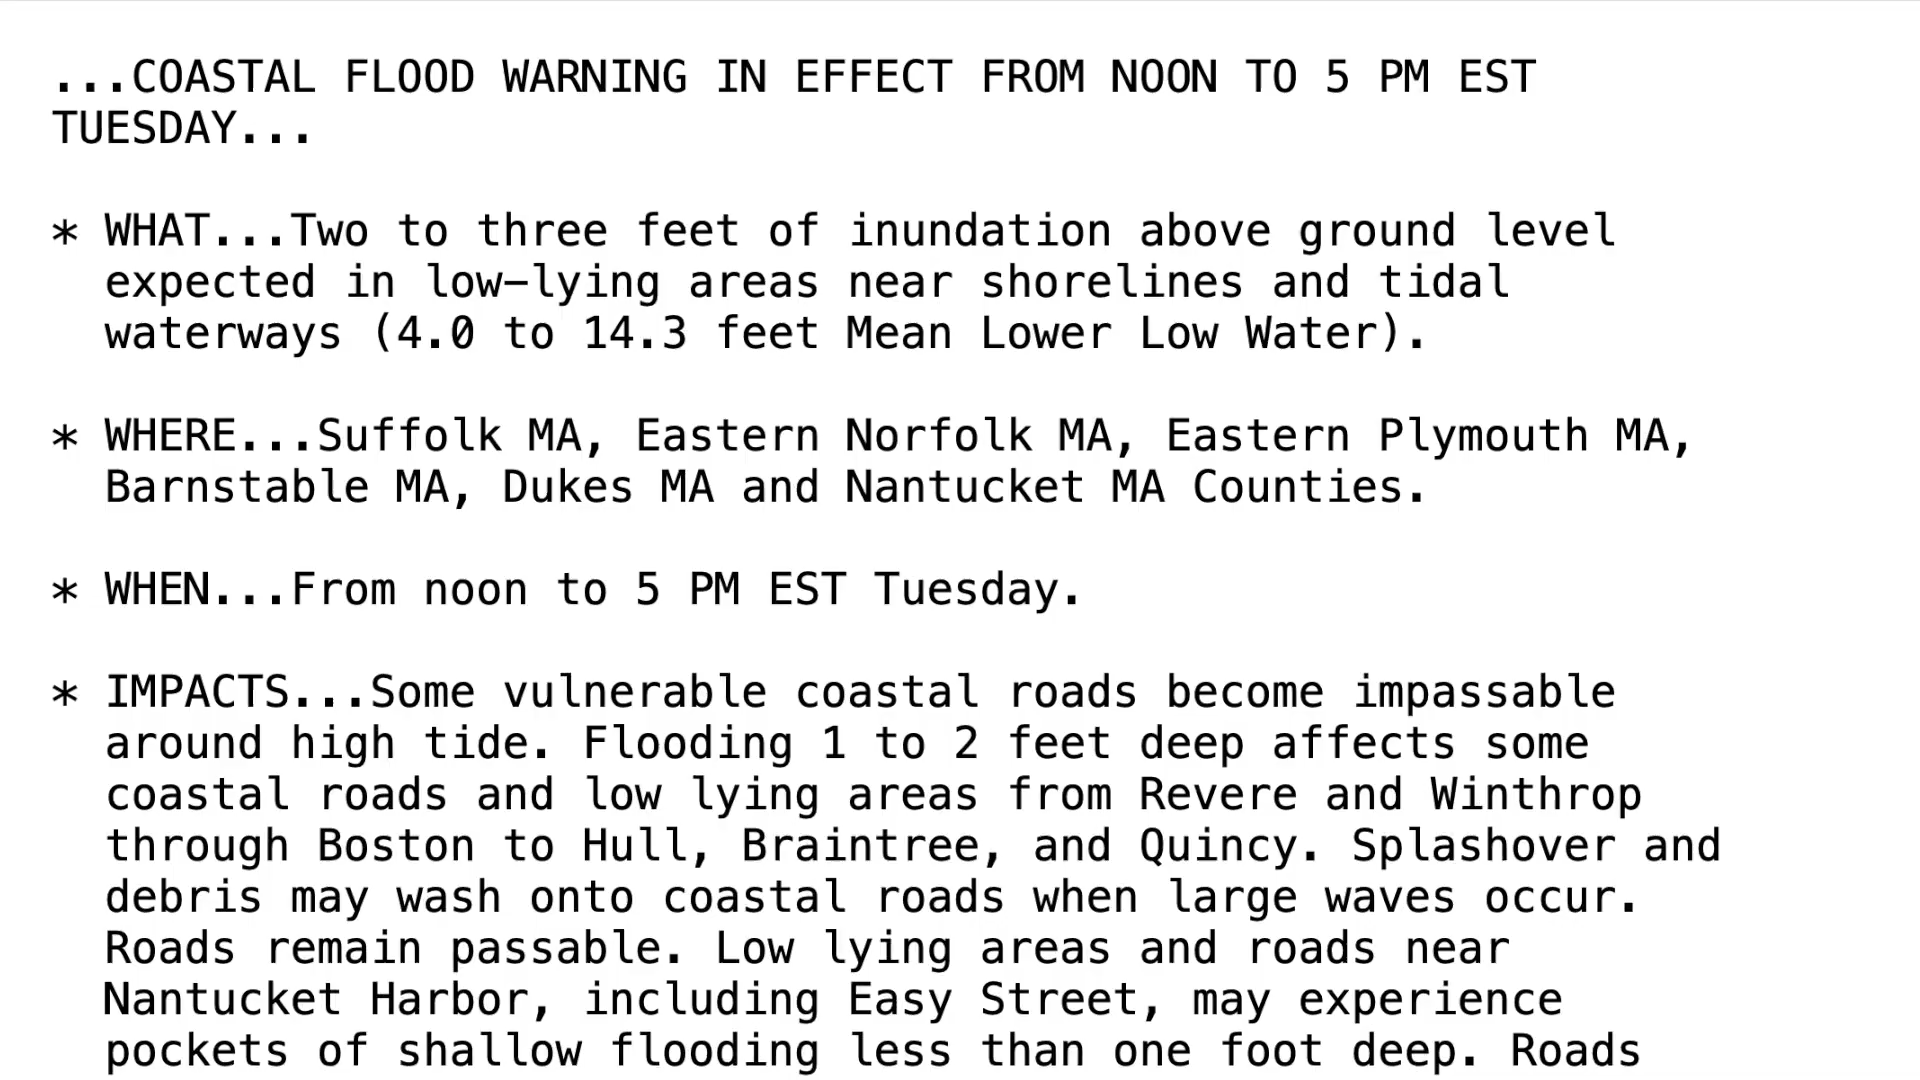 ...COASTAL FLOOD WARNING IN EFFECT FROM NOON TO 5 PM EST
TUESDAY...
* WHAT...Two to three feet of inundation above ground level
expected in low-lying areas near shorelines and tidal
waterways (4.0 to 14.3 feet Mean Lower Low Water).
* WHERE...Suffolk MA, Eastern Norfolk MA, Eastern Plymouth MA,
Barnstable MA, Dukes MA and Nantucket MA Counties.
* WHEN...From noon to 5 PM EST Tuesday.
* IMPACTS...Some vulnerable coastal roads become impassable
around high tide. Flooding 1 to 2 feet deep affects some
coastal roads and low lying areas from Revere and Winthrop
through Boston to Hull, Braintree, and Quincy. Splashover and
debris may wash onto coastal roads when large waves occur.
Roads remain passable. Low lying areas and roads near
Nantucket Harbor, including Easy Street, may experience
pockets of shallow flooding less than one foot deep. Roads